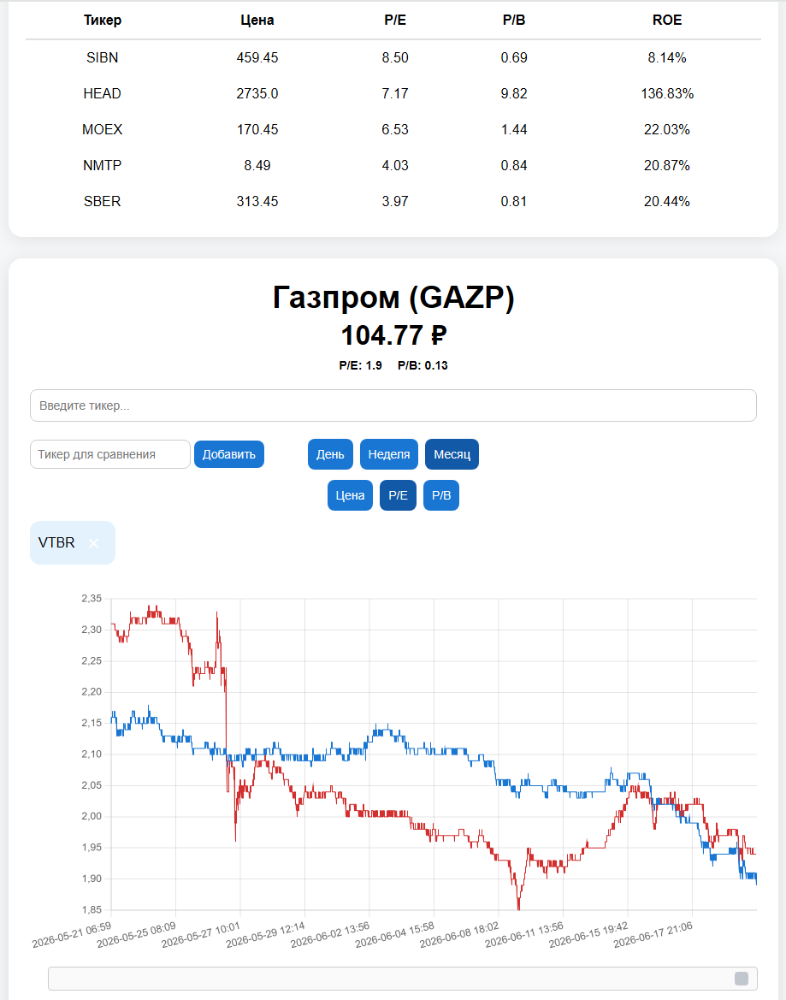 Тикер Цена P/E P/B ROE
SIBN 459.45 8.50 0.69 8.14%
HEAD 2735.0 7.17 9.82 136.83%
MOEX 170.45 6.53 1.44 22.03%
NMTP 8.49 4.03 0.84 20.87%
SBER 313.45 3.97 0.81 20.44%
Газпром (GAZP)
104.77 ₽
P/E: 1.9 P/B: 0.13
Введите тикер...
Тикер для сравнения Добавить День Неделя Месяц
Цена P/E P/B
VTBR ×
2,35
2,30
2,25
2,20
2,15
2,10
2,05
2,00
1,95
1,90
1,85
2026-05-21 06:59 2026-05-25 08:09 2026-05-27 10:01 2026-05-29 12:14 2026-06-02 13:56 2026-06-04 15:58 2026-06-08 18:02 2026-06-11 13:56 2026-06-15 19:42 2026-06-17 21:06